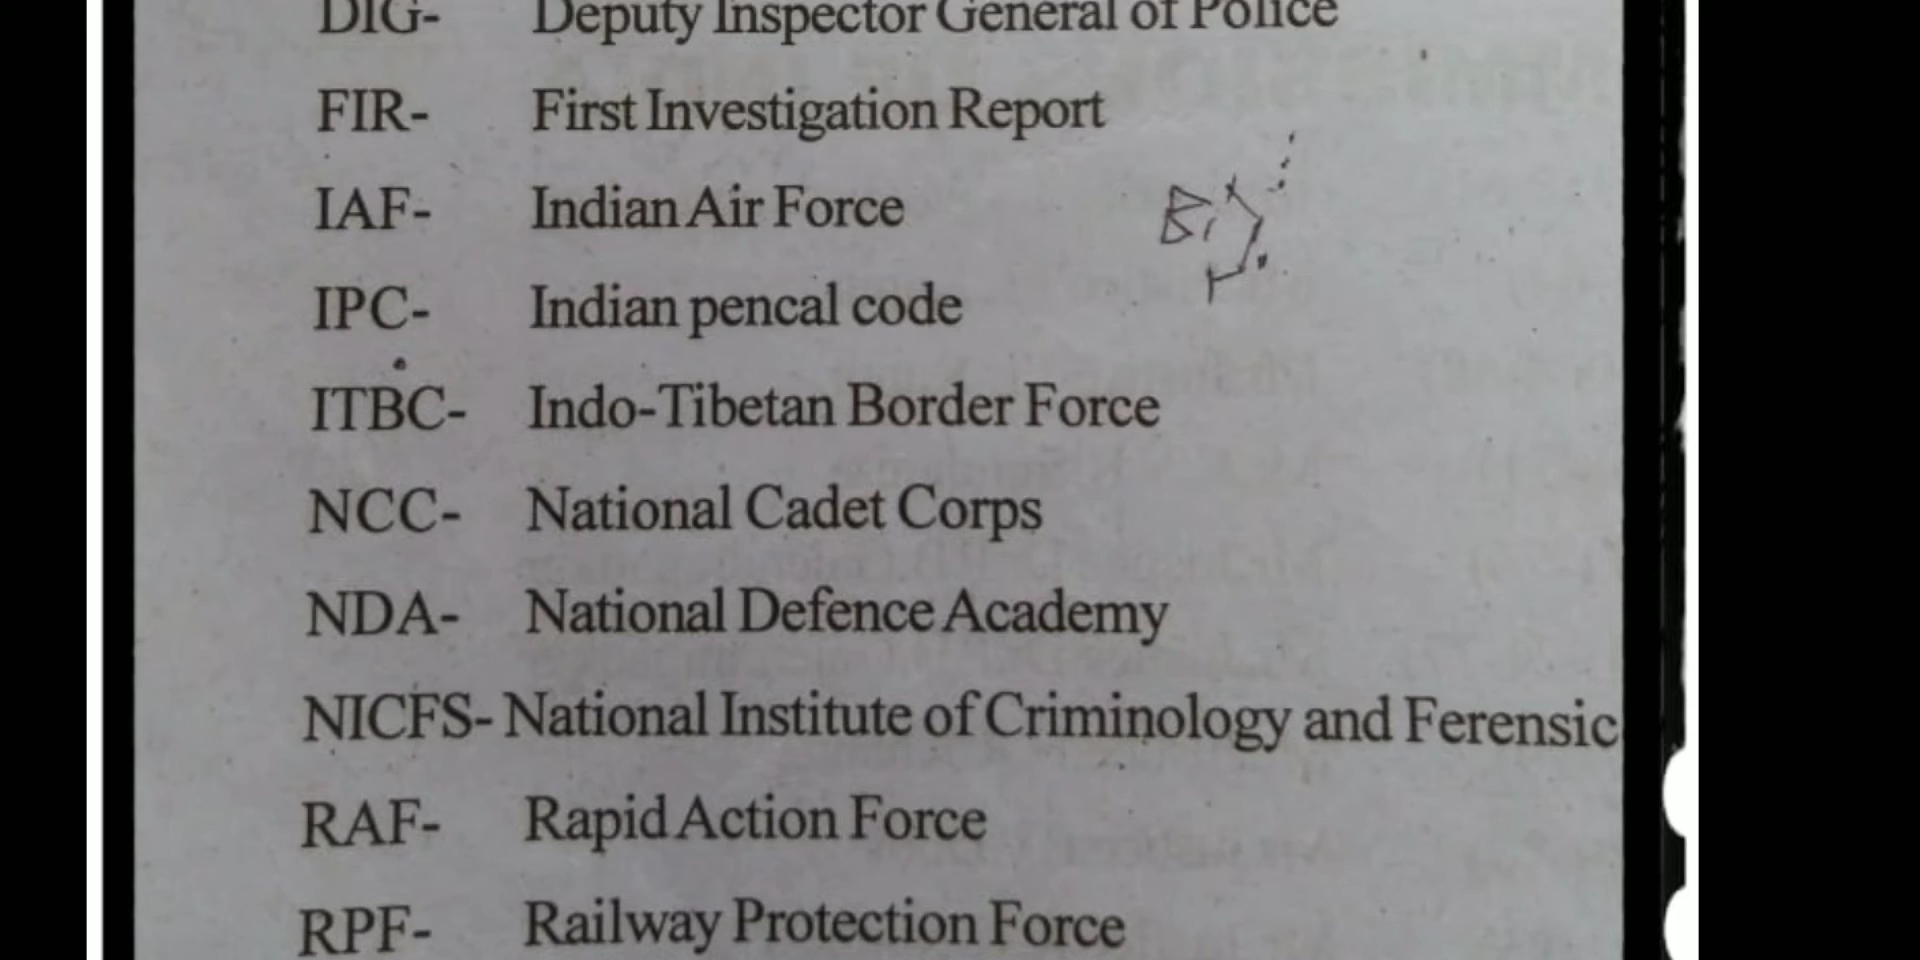 DIG- Deputy Inspector General of Police
FIR- First Investigation Report
IAF- Indian Air Force
IPC- Indian pencal code
ITBC- Indo-Tibetan Border Force
NCC- National Cadet Corps
NDA- National Defence Academy
NICFS- National Institute of Criminology and Ferensic
RAF- Rapid Action Force
RPF- Railway Protection Force